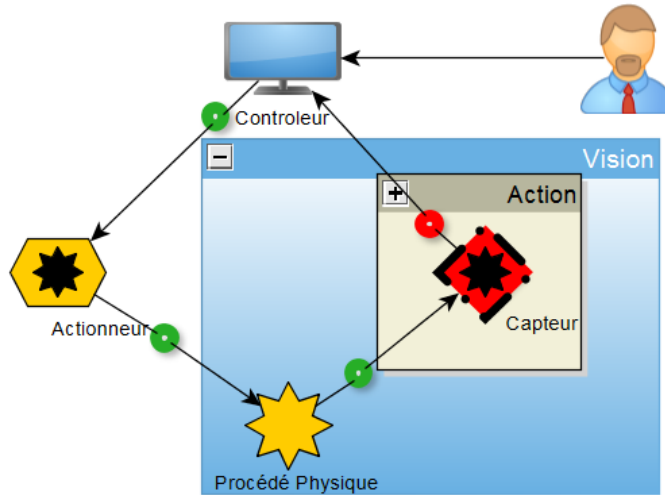 Controleur
Vision
Action
Capteur
Actionneur
Procédé Physique